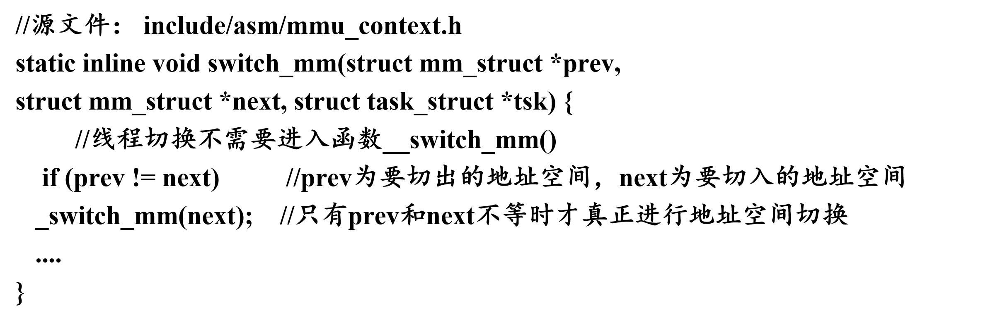 //源文件： include/asm/mmu_context.h
static inline void switch_mm(struct mm_struct *prev,
struct mm_struct *next, struct task_struct *tsk) {
//线程切换不需要进入函数__switch_mm()
if (prev != next) //prev为要切出的地址空间，next为要切入的地址空间
_switch_mm(next); //只有prev和next不等时才真正进行地址空间切换
....
}